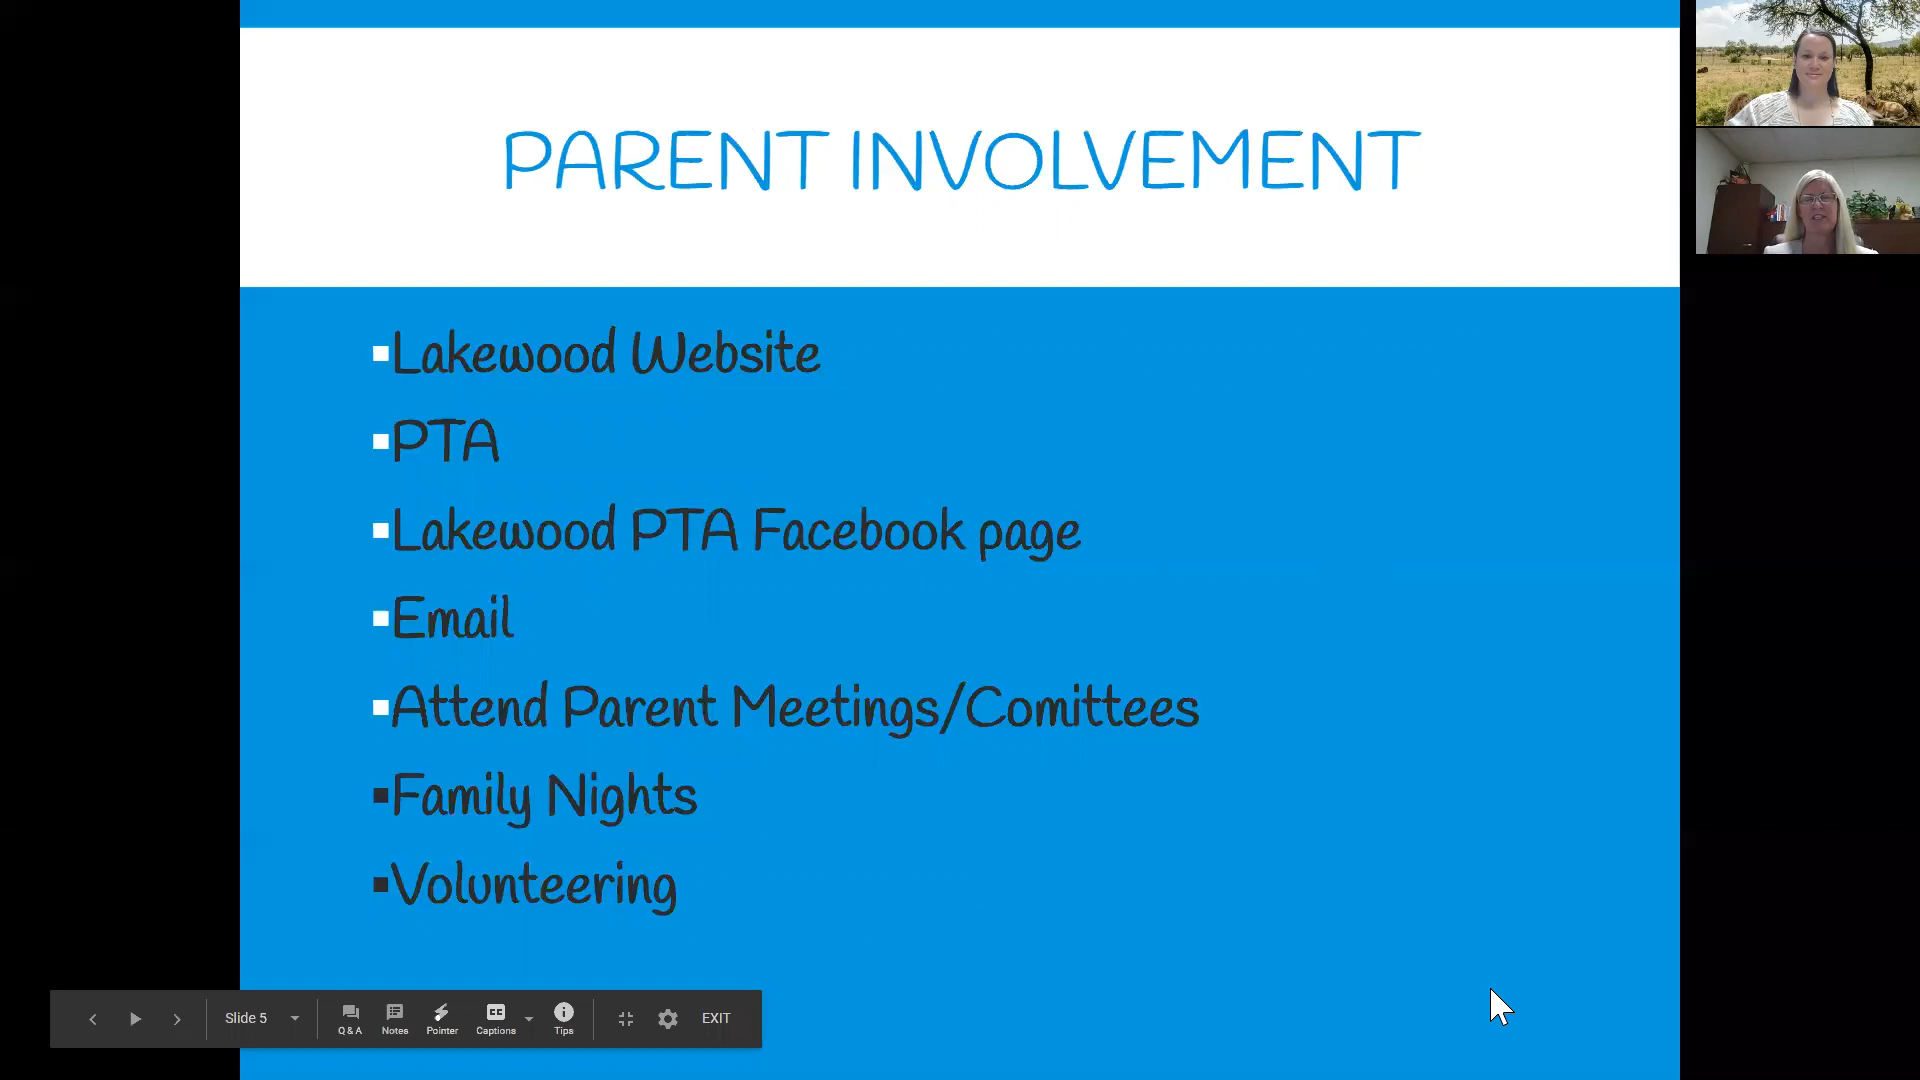 PARENT INVOLVEMENT
▪Lakewood Website
▪PTA
▪Lakewood PTA Facebook page
▪Email
▪Attend Parent Meetings/Comittees
▪Family Nights
▪Volunteering
Slide 5
Q & A
Notes
Pointer
Captions
Tips
EXIT